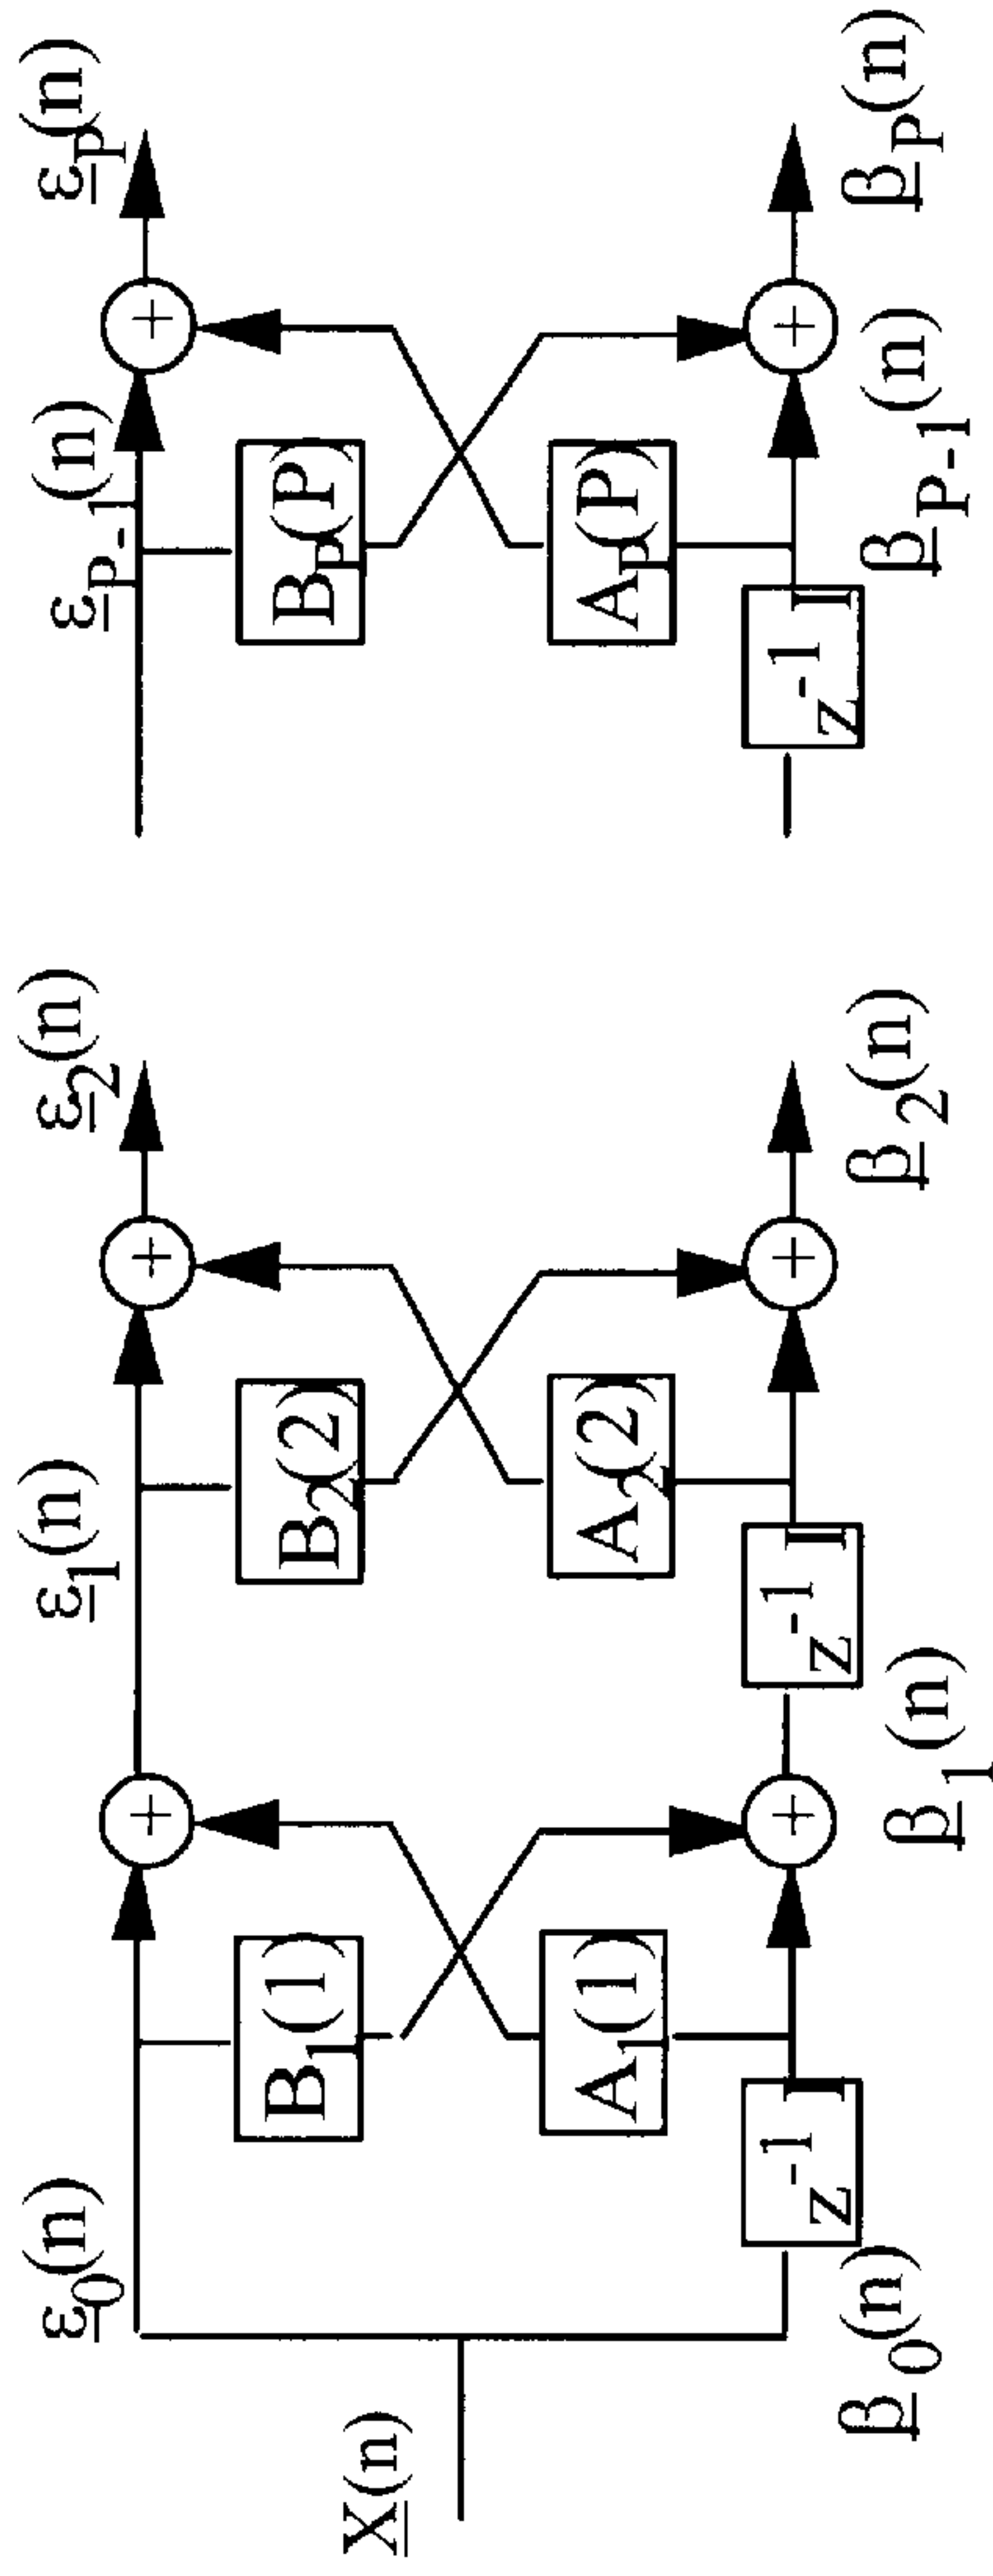 X(n)
ε0(n)
β0(n)
B1(1)
A1(1)
z-1 I
+
+
ε1(n)
β1(n)
B2(2)
A2(2)
z-1 I
+
+
ε2(n)
β2(n)
εP-1(n)
βP-1(n)
BP(P)
AP(P)
z-1 I
+
+
εP(n)
βP(n)